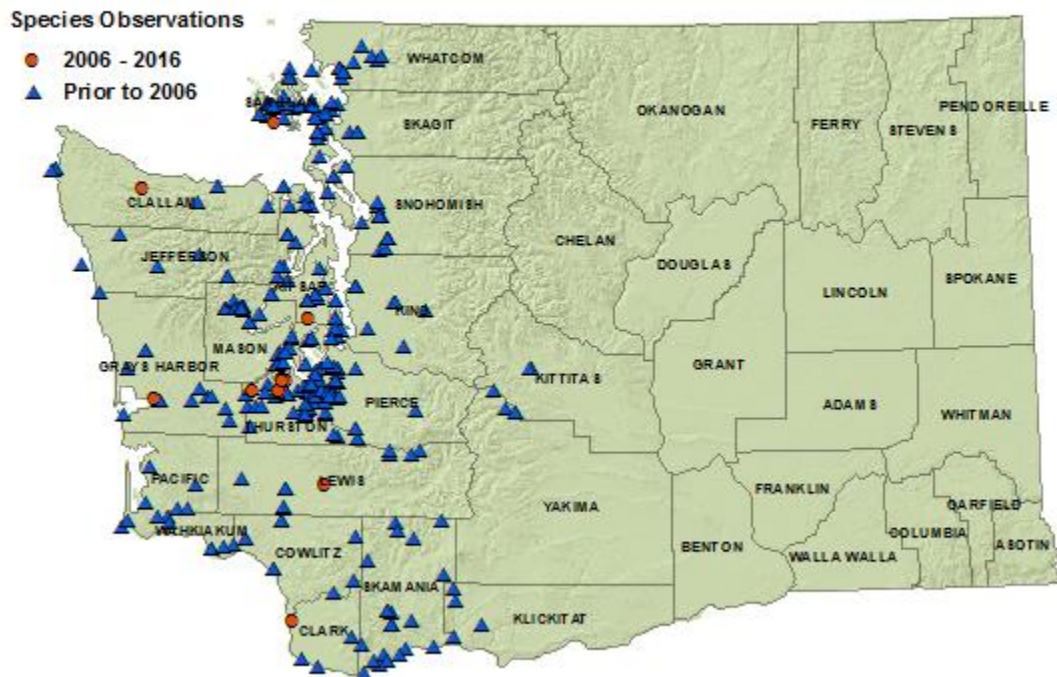 Species Observations
2006 - 2016
Prior to 2006
WHATCOM
SAN JUAN
SKAGIT
OKANOGAN
FERRY
STEVENS
PEND OREILLE
CLALLAM
SNOHOMISH
CHELAN
JEFFERSON
DOUGLAS
KITSAP
LINCOLN
SPOKANE
KING
MASON
GRAYS HARBOR
KITTITAS
GRANT
PIERCE
ADAMS
WHITMAN
THURSTON
PACIFIC
LEWIS
YAKIMA
FRANKLIN
GARFIELD
WAHKIAKUM
COWLITZ
BENTON
WALLA WALLA
COLUMBIA
ASOTIN
SKAMANIA
KLICKITAT
CLARK